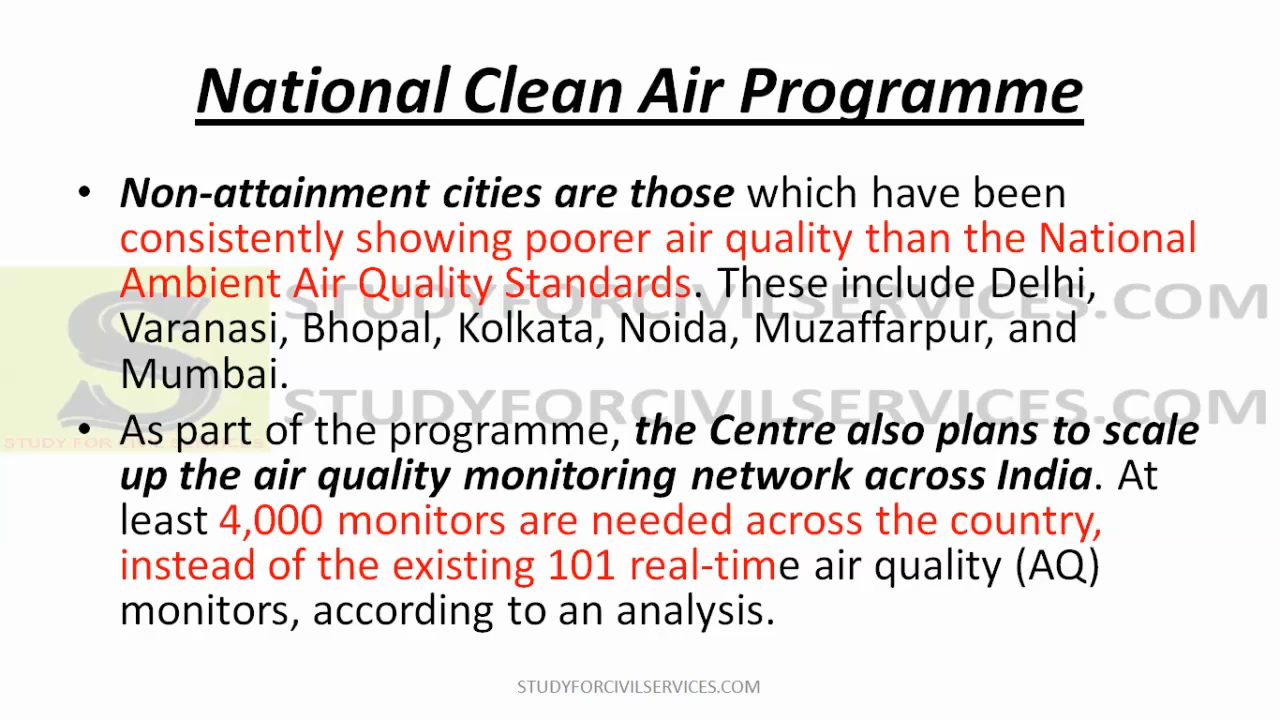 National Clean Air Programme
• Non-attainment cities are those which have been
consistently showing poorer air quality than the National
Ambient Air Quality Standards. These include Delhi,
Varanasi, Bhopal, Kolkata, Noida, Muzaffarpur, and
Mumbai.
STUDYFORCIVILSERVICES.COM
STUDYFORCIVILSERVICES.COM
STUDY FOR CIVIL SERVICES
• As part of the programme, the Centre also plans to scale
up the air quality monitoring network across India. At
least 4,000 monitors are needed across the country,
instead of the existing 101 real-time air quality (AQ)
monitors, according to an analysis.
STUDYFORCIVILSERVICES.COM